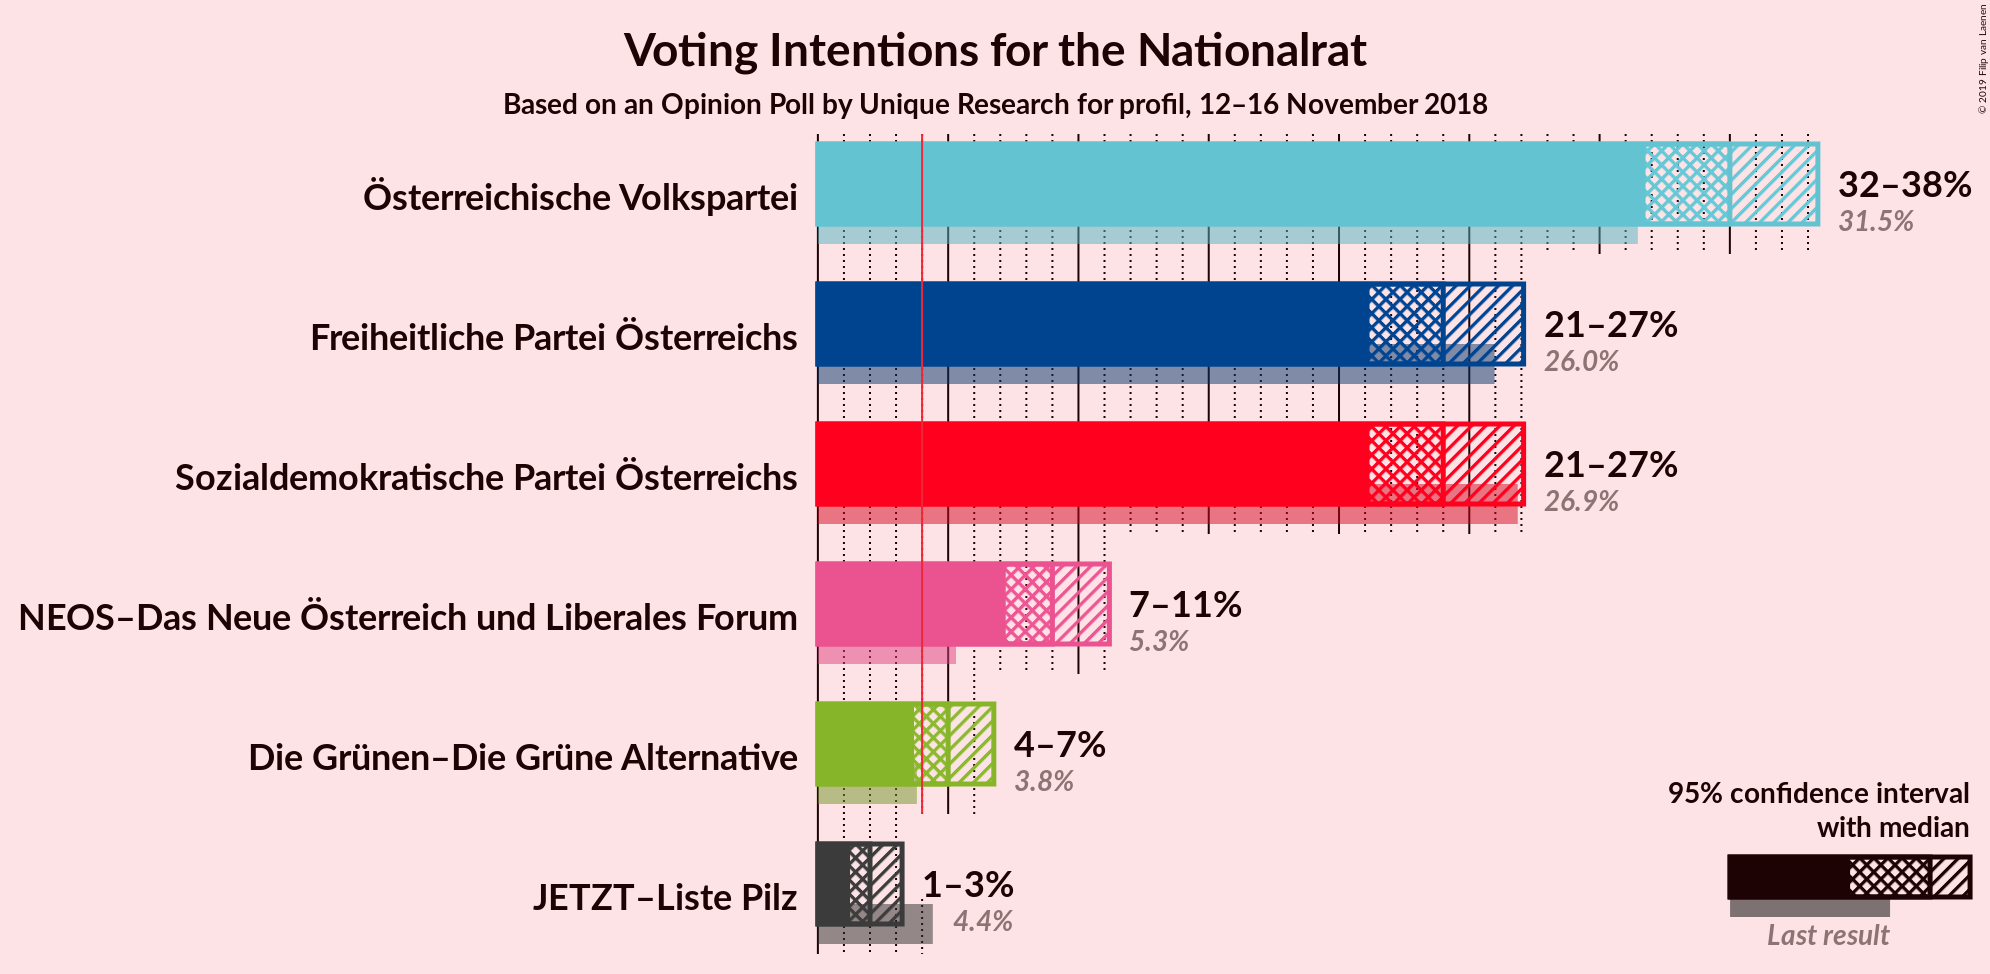 Voting Intentions for the Nationalrat
Based on an Opinion Poll by Unique Research for profil, 12–16 November 2018
© 2019 Filip van Laenen
Österreichische Volkspartei
32–38%
31.5%
Freiheitliche Partei Österreichs
21–27%
26.0%
Sozialdemokratische Partei Österreichs
21–27%
26.9%
NEOS–Das Neue Österreich und Liberales Forum
7–11%
5.3%
Die Grünen–Die Grüne Alternative
4–7%
3.8%
JETZT–Liste Pilz
1–3%
4.4%
95% confidence interval
with median
Last result